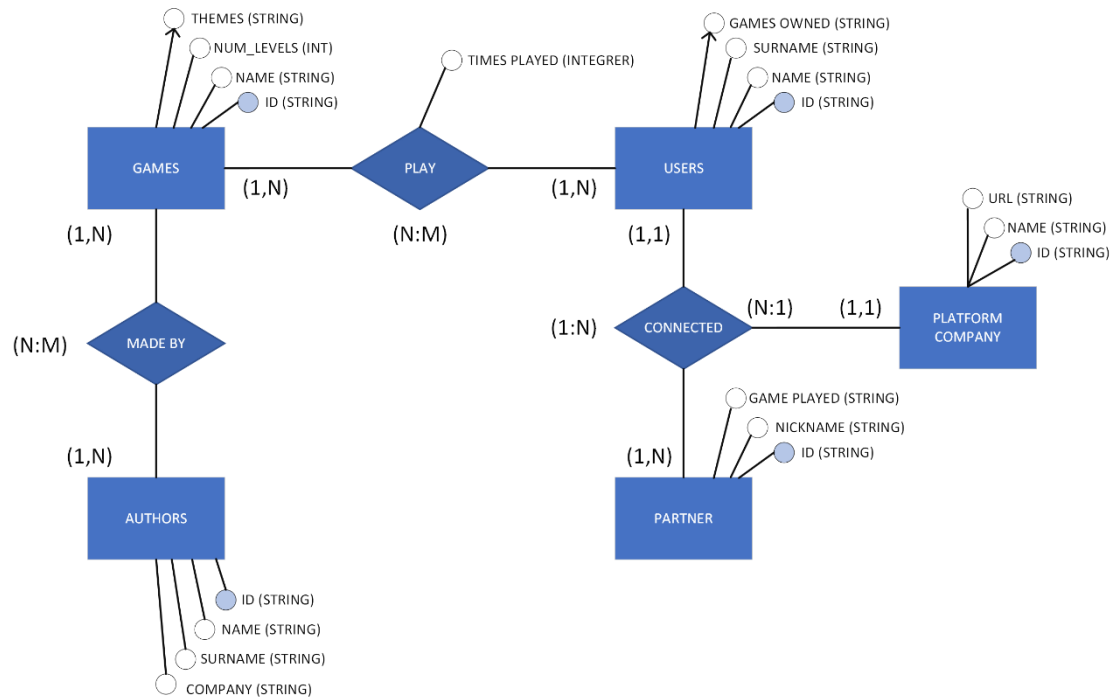 THEMES (STRING)
NUM_LEVELS (INT)
NAME (STRING)
ID (STRING)
GAMES
(1,N)
(1,N)
TIMES PLAYED (INTEGRER)
PLAY
(N:M)
GAMES OWNED (STRING)
SURNAME (STRING)
NAME (STRING)
ID (STRING)
USERS
(1,N)
(1,1)
URL (STRING)
NAME (STRING)
ID (STRING)
PLATFORM
COMPANY
(N:1)
(1,1)
(1:N)
CONNECTED
(N:M)
MADE BY
GAME PLAYED (STRING)
NICKNAME (STRING)
ID (STRING)
(1,N)
PARTNER
(1,N)
AUTHORS
ID (STRING)
NAME (STRING)
SURNAME (STRING)
COMPANY (STRING)